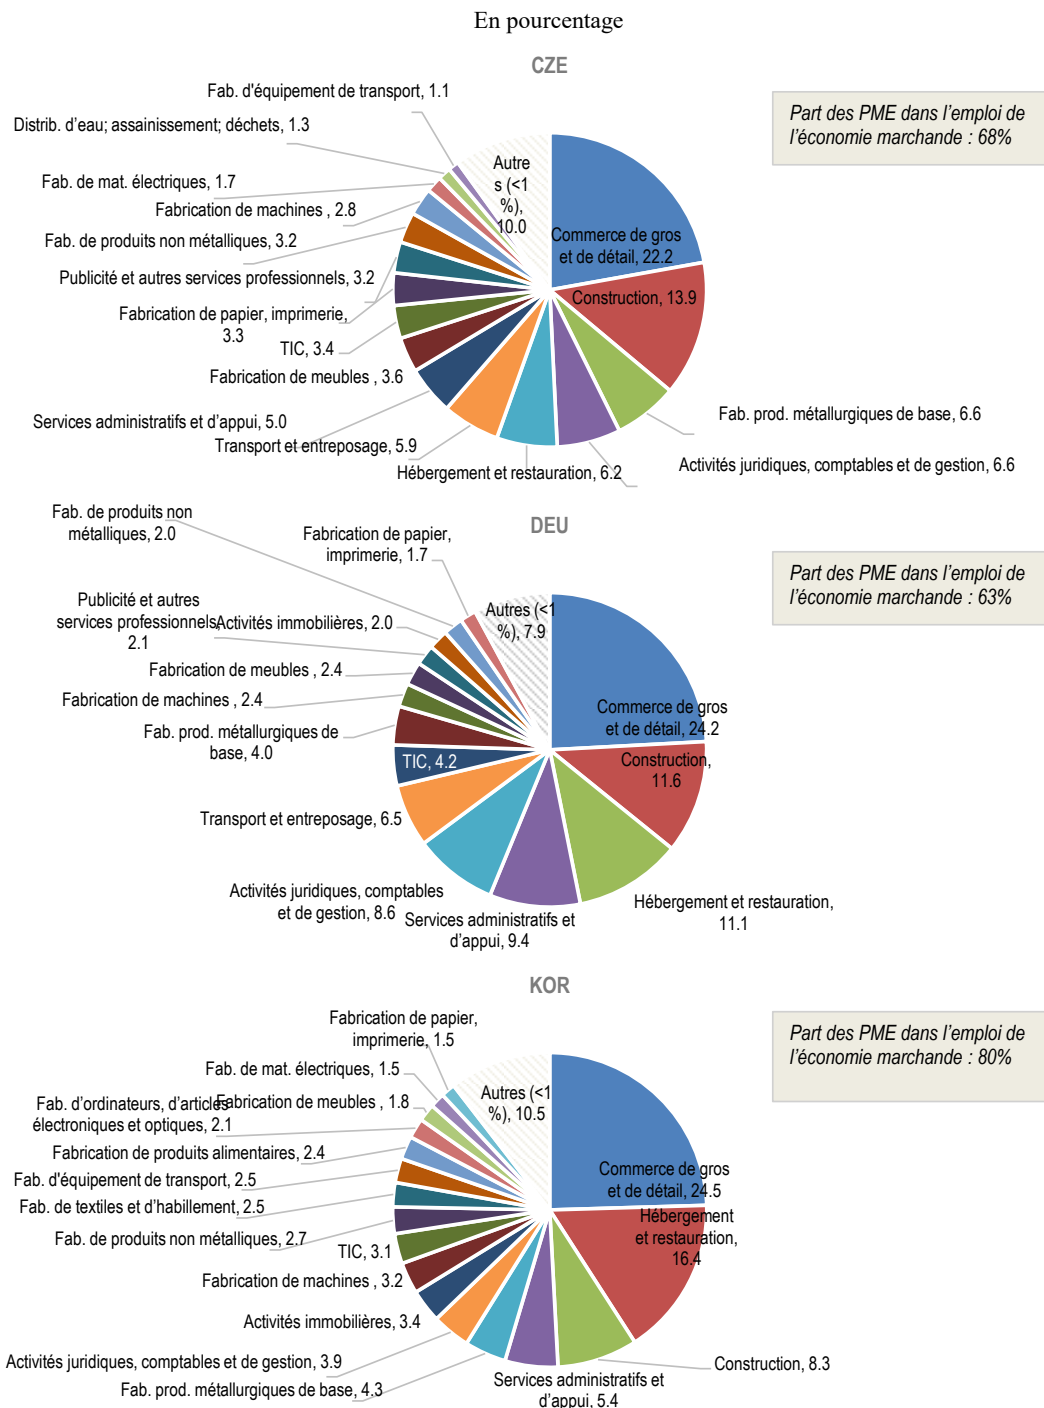 En pourcentage
CZE
Part des PME dans l'emploi de
l'économie marchande : 68%
Fab. d'équipement de transport, 1.1
Distrib. d'eau; assainissement; déchets, 1.3
Fab. de mat. électriques, 1.7
Fabrication de machines , 2.8
Fab. de produits non métalliques, 3.2
Publicité et autres services professionnels, 3.2
Fabrication de papier, imprimerie,
3.3
TIC, 3.4
Fabrication de meubles , 3.6
Services administratifs et d'appui, 5.0
Transport et entreposage, 5.9
Hébergement et restauration, 6.2
Activités juridiques, comptables et de gestion, 6.6
Fab. prod. métallurgiques de base, 6.6
Construction, 13.9
Commerce de gros
et de détail, 22.2
Autre
s (<1
%),
10.0
DEU
Part des PME dans l'emploi de
l'économie marchande : 63%
Fab. de produits non
métalliques, 2.0
Fabrication de papier,
imprimerie, 1.7
Autres (<1
%), 7.9
Publicité et autres
services professionnels,
2.1
Activités immobilières, 2.0
Fabrication de meubles , 2.4
Fabrication de machines , 2.4
Fab. prod. métallurgiques de
base, 4.0
TIC, 4.2
Transport et entreposage, 6.5
Activités juridiques, comptables
et de gestion, 8.6
Services administratifs et
d'appui, 9.4
Hébergement et restauration,
11.1
Construction,
11.6
Commerce de gros
et de détail, 24.2
KOR
Part des PME dans l'emploi de
l'économie marchande : 80%
Fabrication de papier,
imprimerie, 1.5
Fab. de mat. électriques, 1.5
Autres (<1
%), 10.5
Fabrication de meubles , 1.8
Fab. d'ordinateurs, d'articles
électroniques et optiques, 2.1
Fabrication de produits alimentaires, 2.4
Fab. d'équipement de transport, 2.5
Fab. de textiles et d'habillement, 2.5
Fab. de produits non métalliques, 2.7
TIC, 3.1
Fabrication de machines , 3.2
Activités immobilières, 3.4
Activités juridiques, comptables et de gestion, 3.9
Fab. prod. métallurgiques de base, 4.3
Services administratifs et
d'appui, 5.4
Construction, 8.3
Hébergement
et restauration,
16.4
Commerce de gros
et de détail, 24.5